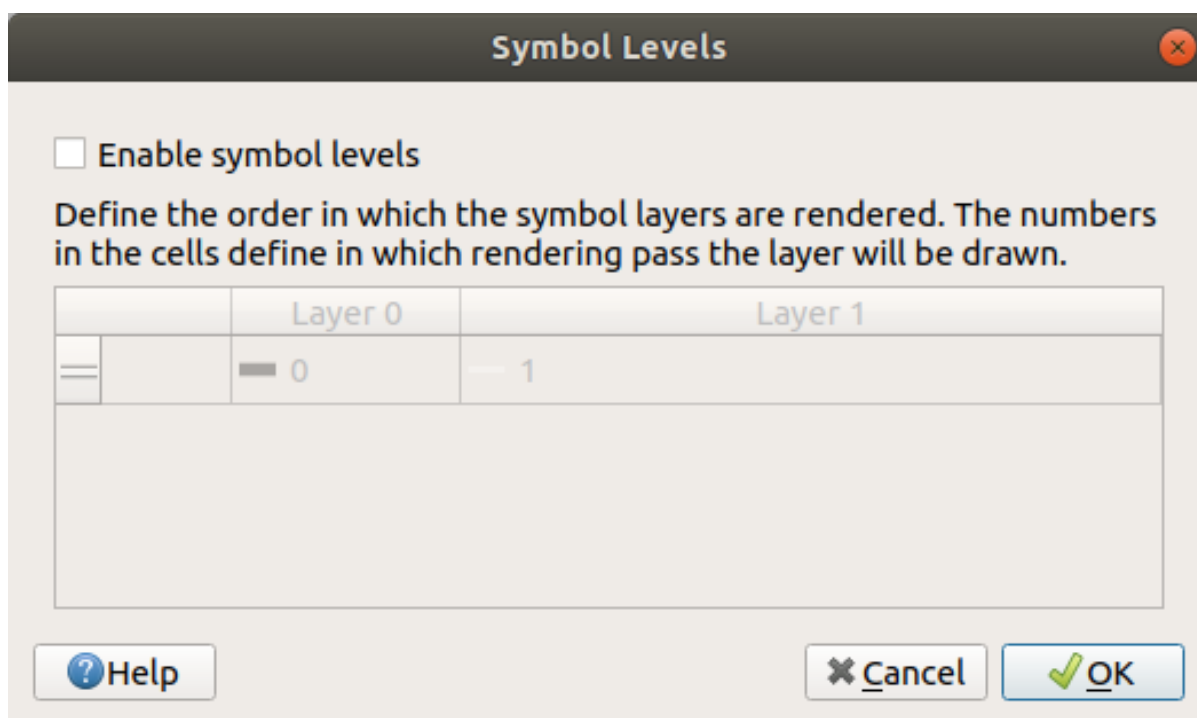 Symbol Levels
Enable symbol levels
Define the order in which the symbol layers are rendered. The numbers
in the cells define in which rendering pass the layer will be drawn.
Layer 0 Layer 1
0 1
Help Cancel OK